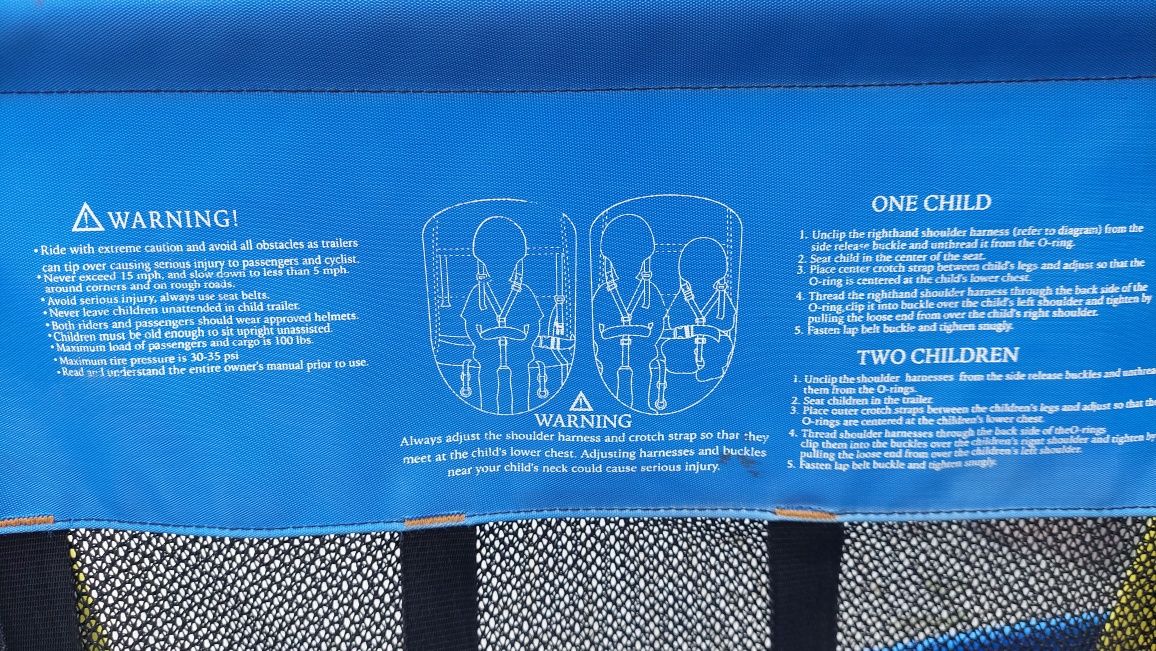 WARNING!
• Ride with extreme caution and avoid all obstacles as trailers
can tip over causing serious injury to passengers and cyclist.
• Never exceed 15 mph, and slow down to less than 5 mph.
around corners and on rough roads.
• Avoid serious injury, always use seat belts.
• Never leave children unattended in child trailer.
• Both riders and passengers should wear approved helmets.
• Children must be old enough to sit upright unassisted.
• Maximum load of passengers and cargo is 100 lbs.
• Maximum tire pressure is 30-35 psi
• Read and understand the entire owner's manual prior to use.
WARNING
Always adjust the shoulder harness and crotch strap so that they
meet at the child's lower chest. Adjusting harnesses and buckles
near your child's neck could cause serious injury.
ONE CHILD
1. Unclip the righthand shoulder harness (refer to diagram) from the
side release buckle and unthread it from the O-ring.
2. Seat child in the center of the seat.
3. Place center crotch strap between child's legs and adjust so that the
O-ring is centered at the child's lower chest.
4. Thread the righthand shoulder harness through the back side of the
O-ring,clip it into buckle over the child's left shoulder and tighten by
pulling the loose end from over the child's right shoulder.
5. Fasten lap belt buckle and tighten snugly.
TWO CHILDREN
1. Unclip the shoulder harnesses from the side release buckles and unthrea
them from the O-rings.
2. Seat children in the trailer
3. Place outer crotch straps between the children's legs and adjust so that the
O-rings are centered at the children's lower chest.
4. Thread shoulder harnesses through the back side of theO-rings
clip them into the buckles over the children's right shoulder and tighten by
pulling the loose end from over the children's left shoulder.
5. Fasten lap belt buckle and tighten snugly.